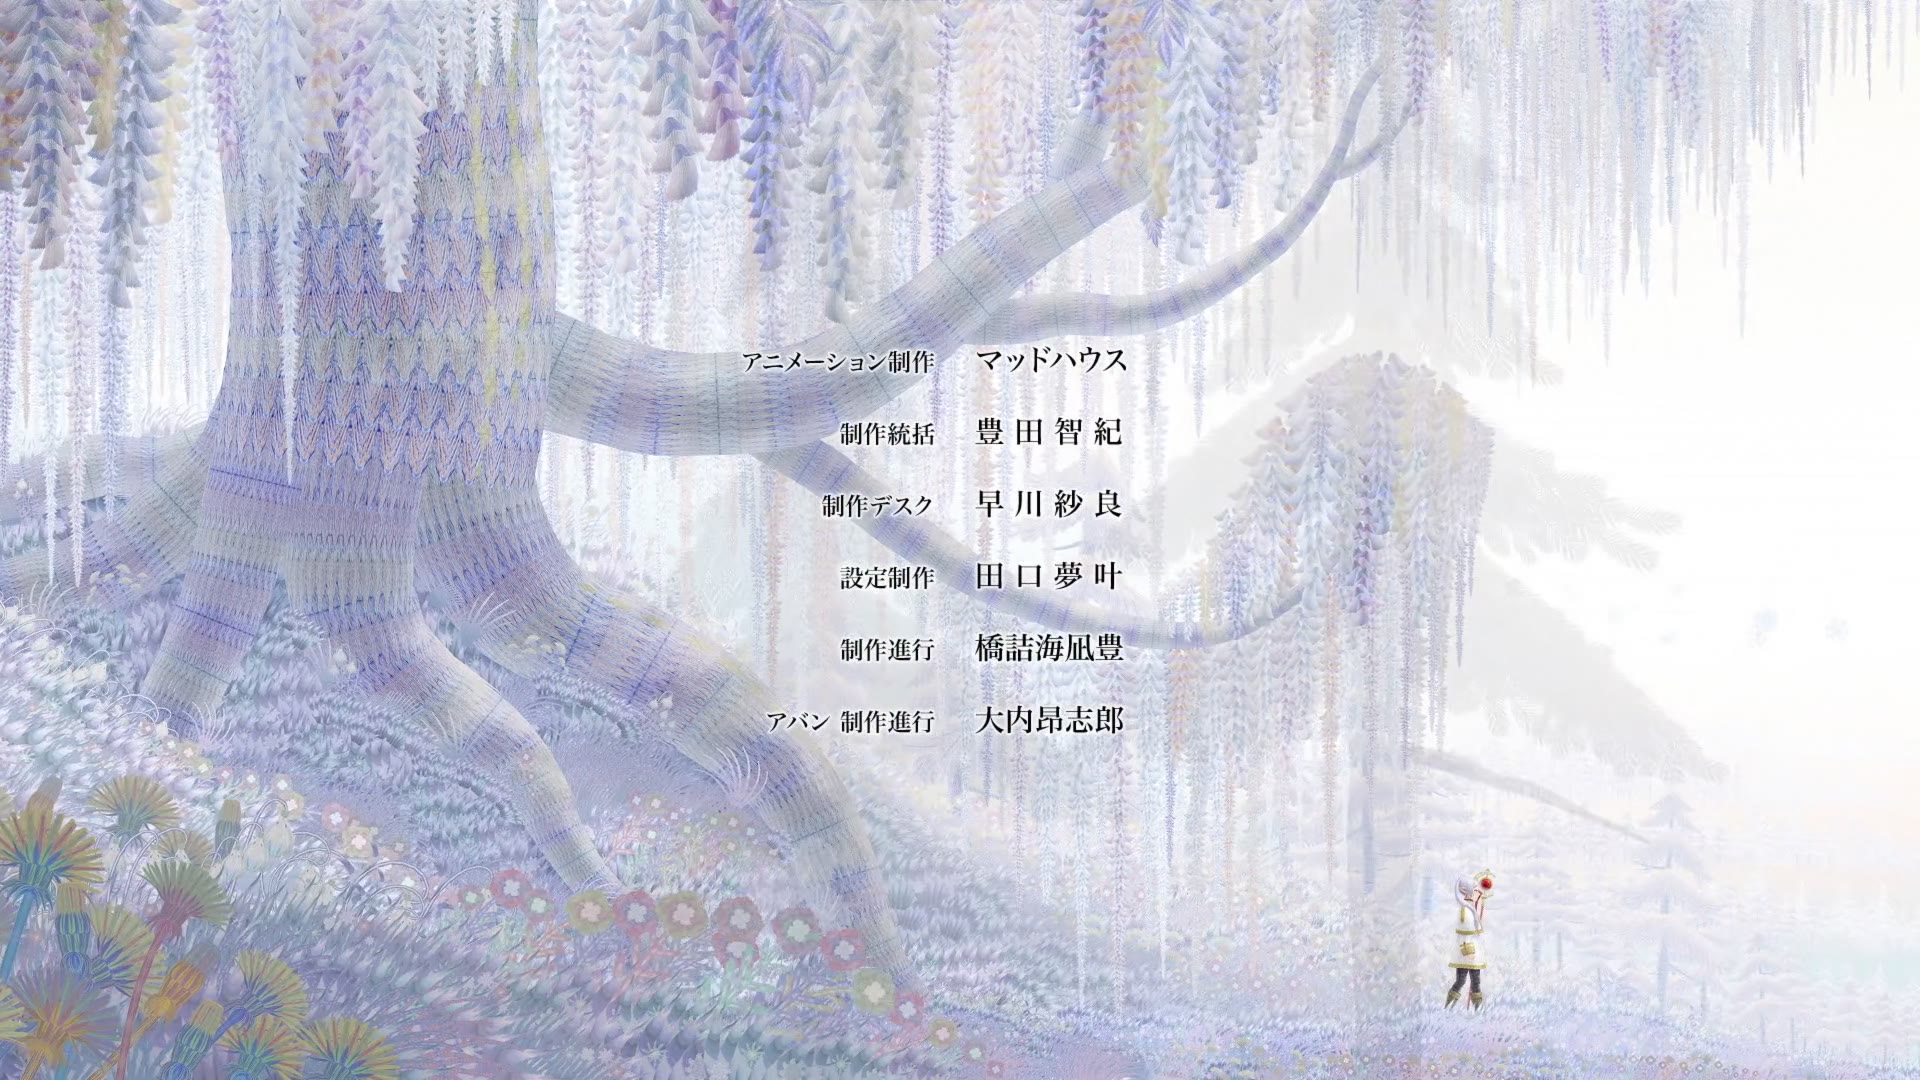 アニメーション制作 マッドハウス
制作統括 豊田智紀
制作デスク 早川紗良
設定制作 田口夢叶
制作進行 橋詰海凪豊
アバン 制作進行 大内昂志郎